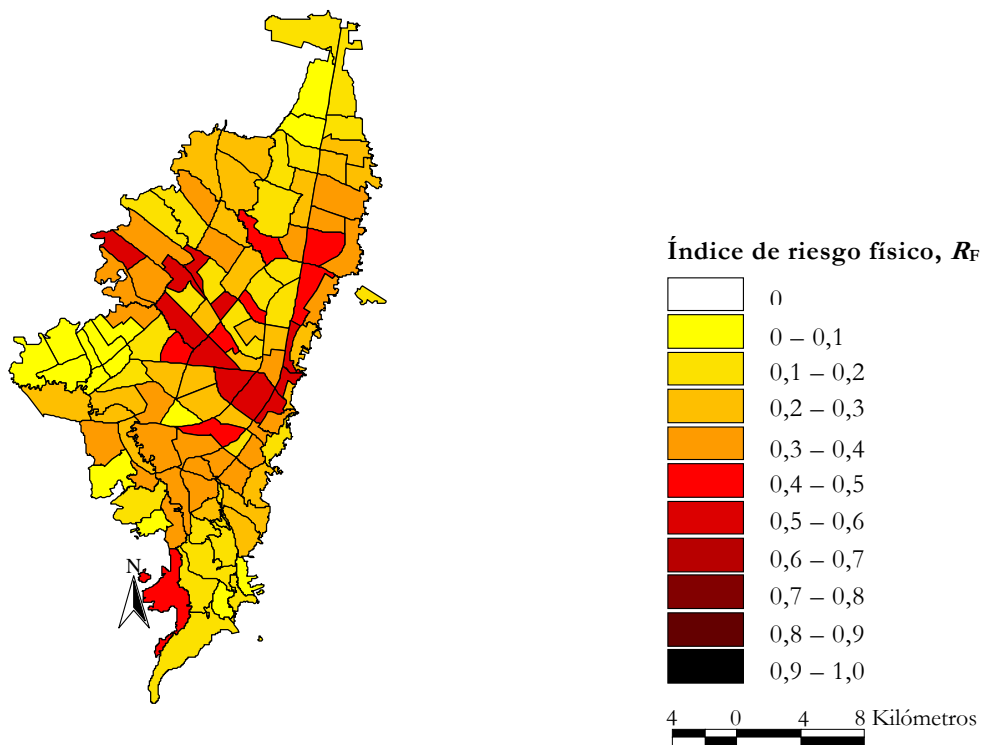 Índice de riesgo físico, RF
0
0 – 0,1
0,1 – 0,2
0,2 – 0,3
0,3 – 0,4
0,4 – 0,5
0,5 – 0,6
0,6 – 0,7
0,7 – 0,8
0,8 – 0,9
0,9 – 1,0
N
4 0 4 8 Kilómetros